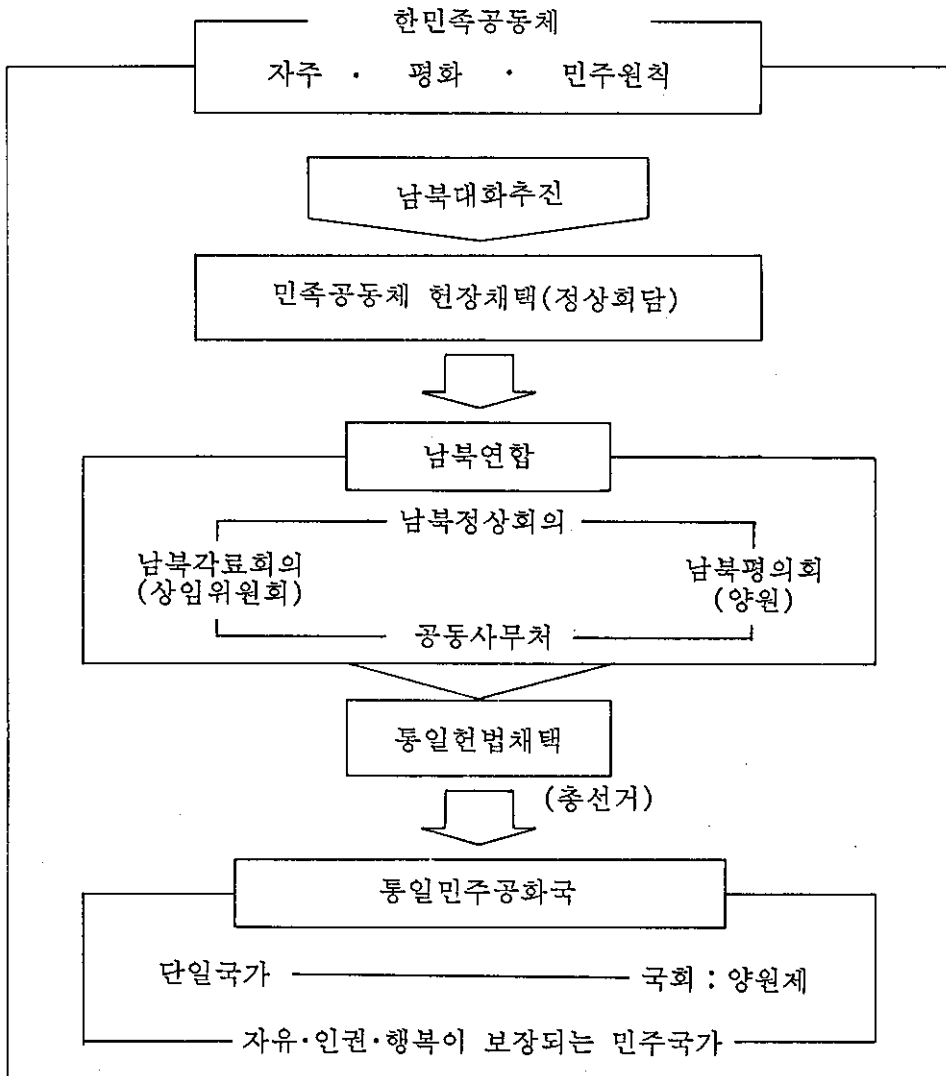 한민족공동체
자주 · 평화 · 민주원칙
남북대화추진
민족공동체 헌장채택(정상회담)
남북연합
남북정상회의
남북각료회의
(상임위원회)
남북평의회
(양원)
공동사무처
통일헌법채택
(총선거)
통일민주공화국
단일국가
국회 : 양원제
자유·인권·행복이 보장되는 민주국가